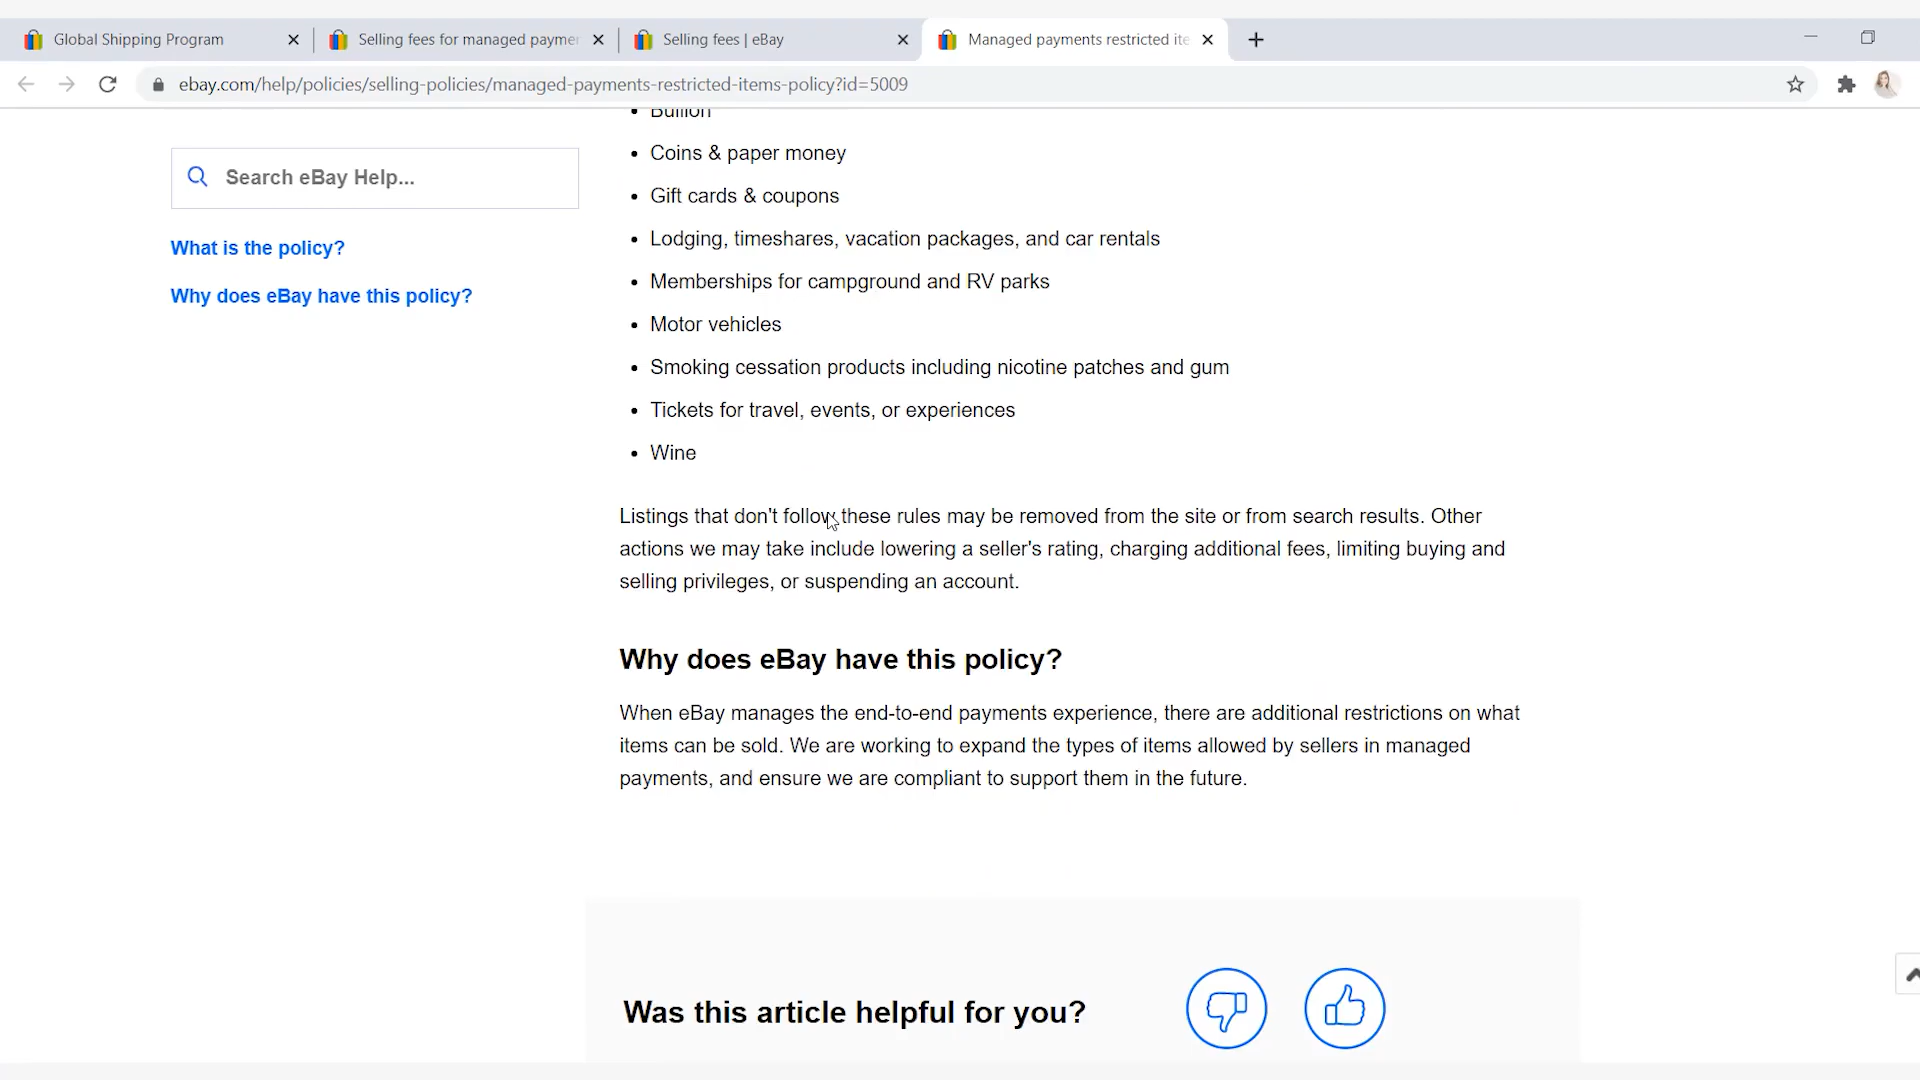 Global Shipping Program
Selling fees for managed paymer
Selling fees | eBay
Managed payments restricted ite
ebay.com/help/policies/selling-policies/managed-payments-restricted-items-policy?id=5009
Search eBay Help...
What is the policy?
Why does eBay have this policy?
• Bullion
• Coins & paper money
• Gift cards & coupons
• Lodging, timeshares, vacation packages, and car rentals
• Memberships for campground and RV parks
• Motor vehicles
• Smoking cessation products including nicotine patches and gum
• Tickets for travel, events, or experiences
• Wine
Listings that don't follow these rules may be removed from the site or from search results. Other
actions we may take include lowering a seller's rating, charging additional fees, limiting buying and
selling privileges, or suspending an account.
Why does eBay have this policy?
When eBay manages the end-to-end payments experience, there are additional restrictions on what
items can be sold. We are working to expand the types of items allowed by sellers in managed
payments, and ensure we are compliant to support them in the future.
Was this article helpful for you?